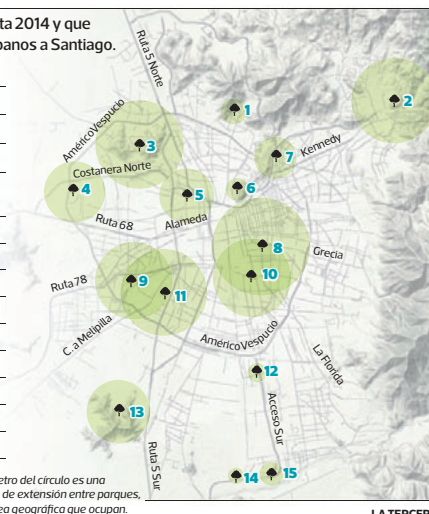 ta 2014 y que
panos a Santiago.
Ruta 5 Norte
1
2
Américo Vespucio
3
Kennedy
7
Costanera Norte
4
5
6
Ruta 68
Alameda
8
Grecia
Ruta 78
9
10
11
C. a Melipilla
Américo Vespucio
La Florida
12
Acceso Sur
13
Ruta 5 Sur
14
15
etro del círculo es una
de extensión entre parques,
ea geográfica que ocupan.
LA TERCER